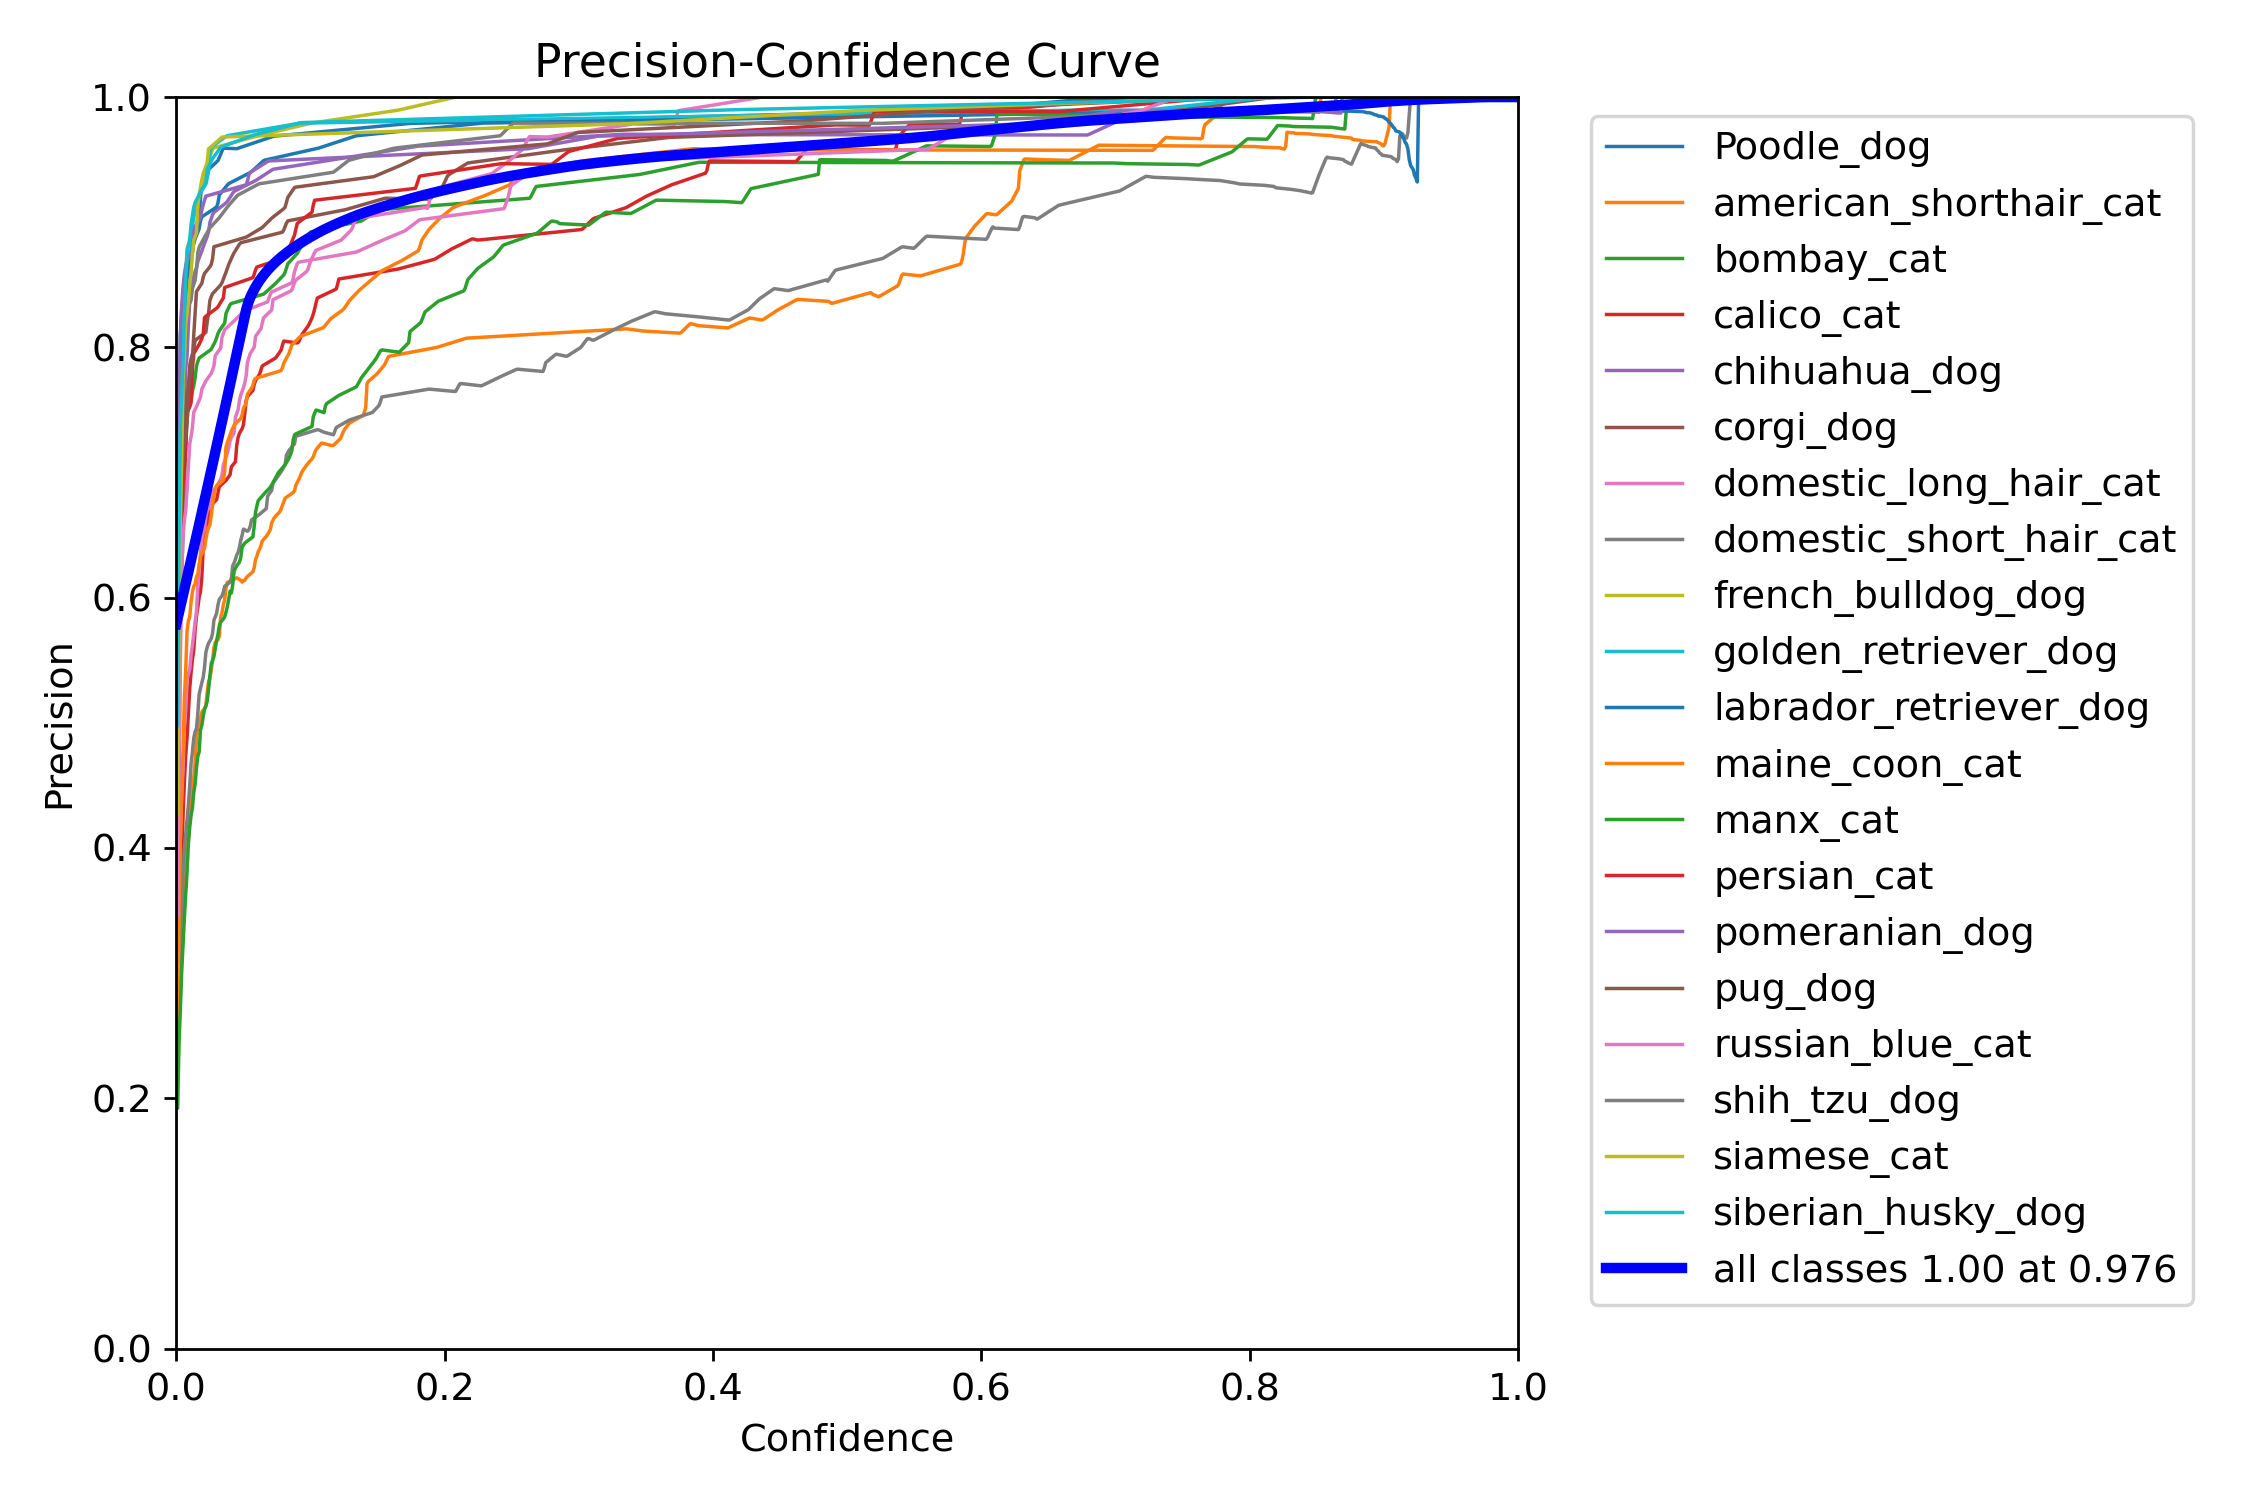 Precision-Confidence Curve
1.0
0.8
0.6
0.4
0.2
0.0
Precision
0.0 0.2 0.4 0.6 0.8 1.0
Confidence
Poodle_dog
american_shorthair_cat
bombay_cat
calico_cat
chihuahua_dog
corgi_dog
domestic_long_hair_cat
domestic_short_hair_cat
french_bulldog_dog
golden_retriever_dog
labrador_retriever_dog
maine_coon_cat
manx_cat
persian_cat
pomeranian_dog
pug_dog
russian_blue_cat
shih_tzu_dog
siamese_cat
siberian_husky_dog
all classes 1.00 at 0.976